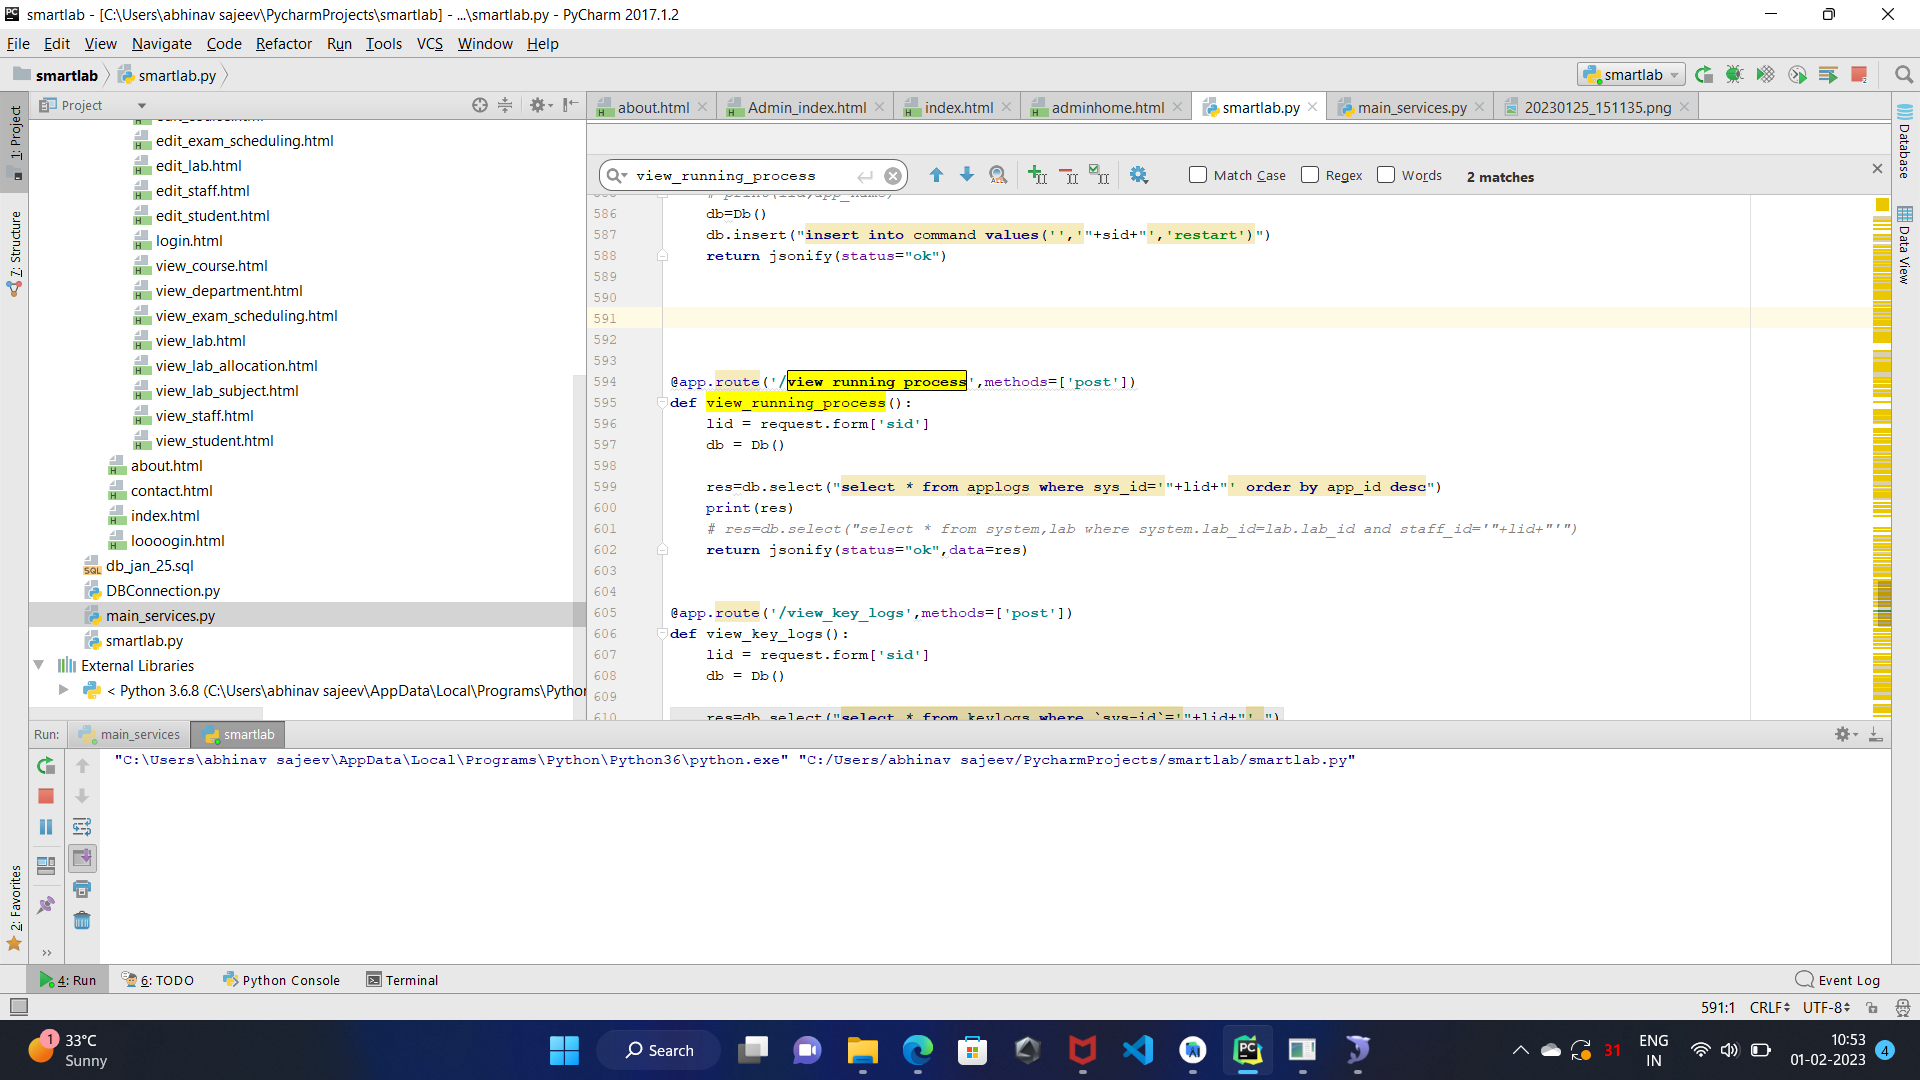 smartlab - [C:\Users\abhinav sajeev\PycharmProjects\smartlab] - ...\smartlab.py - PyCharm 2017.1.2
File Edit View Navigate Code Refactor Run Tools VCS Window Help
smartlab smartlab.py smartlab
Project
about.html Admin_index.html index.html adminhome.html smartlab.py main_services.py 20230125_151135.png
view_running_process Match Case Regex Words 2 matches
1: Project
7: Structure
2: Favorites
Database
Data View
edit_exam_scheduling.html
edit_lab.html
edit_staff.html
edit_student.html
login.html
view_course.html
view_department.html
view_exam_scheduling.html
view_lab.html
view_lab_allocation.html
view_lab_subject.html
view_staff.html
view_student.html
about.html
contact.html
index.html
loooogin.html
db_jan_25.sql
DBConnection.py
main_services.py
smartlab.py
External Libraries
< Python 3.6.8 (C:\Users\abhinav sajeev\AppData\Local\Programs\Pytho
586 db=Db()
587 db.insert("insert into command values('','"+sid+"','restart')")
588 return jsonify(status="ok")
589
590
591
592
593
594 @app.route('/view_running_process',methods=['post'])
595 def view_running_process():
596 lid = request.form['sid']
597 db = Db()
598
599 res=db.select("select * from applogs where sys_id='"+lid+"' order by app_id desc")
600 print(res)
601 # res=db.select("select * from system,lab where system.lab_id=lab.lab_id and staff_id='"+lid+"'")
602 return jsonify(status="ok",data=res)
603
604
605 @app.route('/view_key_logs',methods=['post'])
606 def view_key_logs():
607 lid = request.form['sid']
608 db = Db()
609
610 res=db.select("select * from keylogs where `sys=id`='"+lid+"' ")
Run: main_services smartlab
"C:\Users\abhinav sajeev\AppData\Local\Programs\Python\Python36\python.exe" "C:/Users/abhinav sajeev/PycharmProjects/smartlab/smartlab.py"
4: Run 6: TODO Python Console Terminal Event Log
591:1 CRLF UTF-8
1 33°C
Sunny
Search
31
ENG
IN
10:53
01-02-2023
4